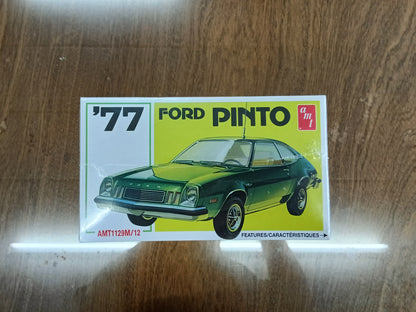 '77 FORD PINTO
amt
AMT1129M/12
FEATURES/CARACTÉRISTIQUES